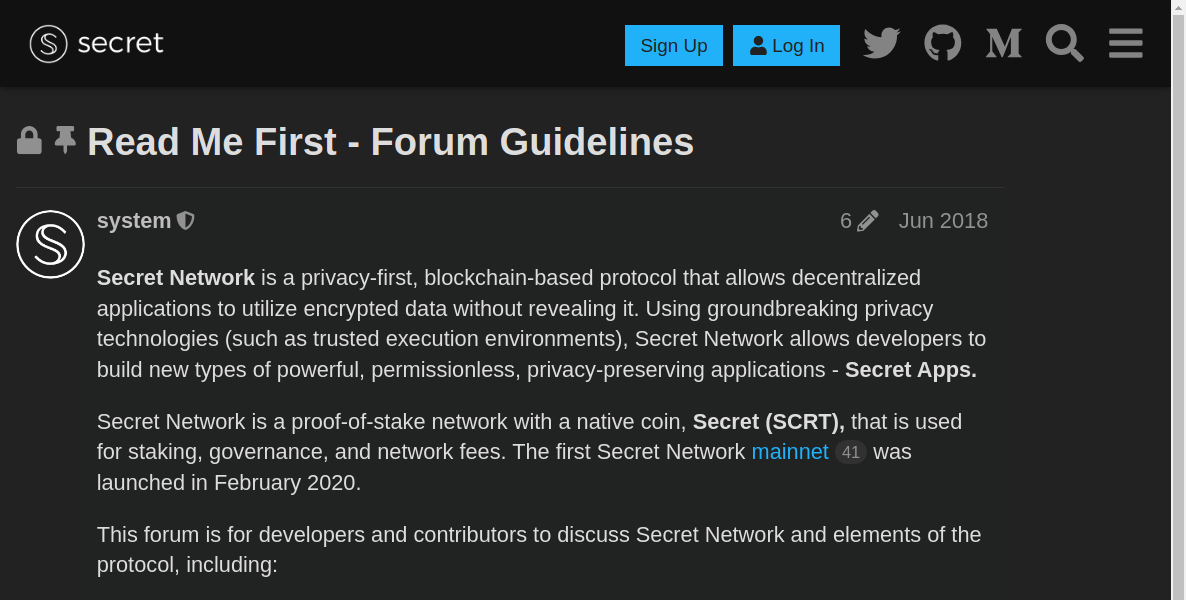 secret
Sign Up
Log In
Read Me First - Forum Guidelines
system
6
Jun 2018
Secret Network is a privacy-first, blockchain-based protocol that allows decentralized
applications to utilize encrypted data without revealing it. Using groundbreaking privacy
technologies (such as trusted execution environments), Secret Network allows developers to
build new types of powerful, permissionless, privacy-preserving applications - Secret Apps.
Secret Network is a proof-of-stake network with a native coin, Secret (SCRT), that is used
for staking, governance, and network fees. The first Secret Network mainnet 41 was
launched in February 2020.
This forum is for developers and contributors to discuss Secret Network and elements of the
protocol, including: